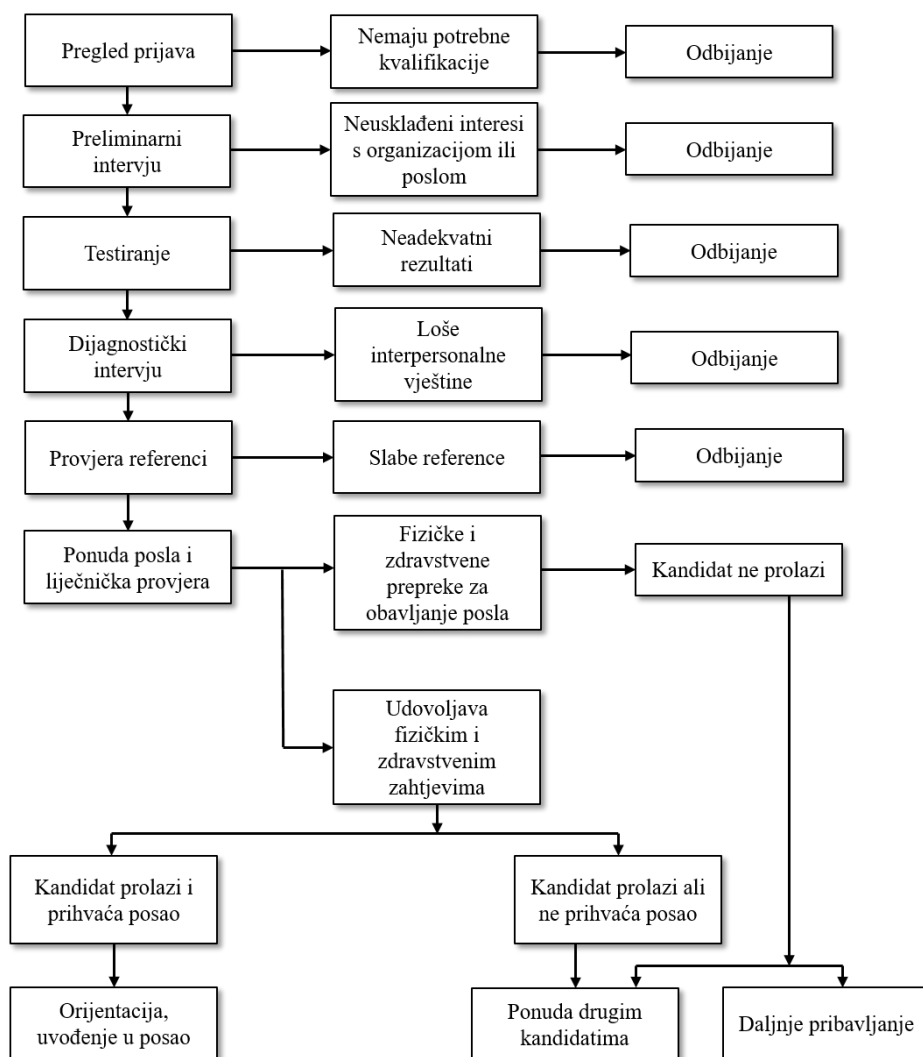 Pregled prijava
Nemaju potrebne
kvalifikacije
Odbijanje
Preliminarni
intervju
Neusklađeni interesi
s organizacijom ili
poslom
Odbijanje
Testiranje
Neadekvatni
rezultati
Odbijanje
Dijagnostički
intervju
Loše
interpersonalne
vještine
Odbijanje
Provjera referenci
Slabe reference
Odbijanje
Ponuda posla i
liječnička provjera
Fizičke i
zdravstvene
prepreke za
obavljanje posla
Kandidat ne prolazi
Udovoljava
fizičkim i
zdravstvenim
zahtjevima
Kandidat prolazi i
prihvaća posao
Kandidat prolazi ali
ne prihvaća posao
Orijentacija,
uvođenje u posao
Ponuda drugim
kandidatima
Daljnje pribavljanje